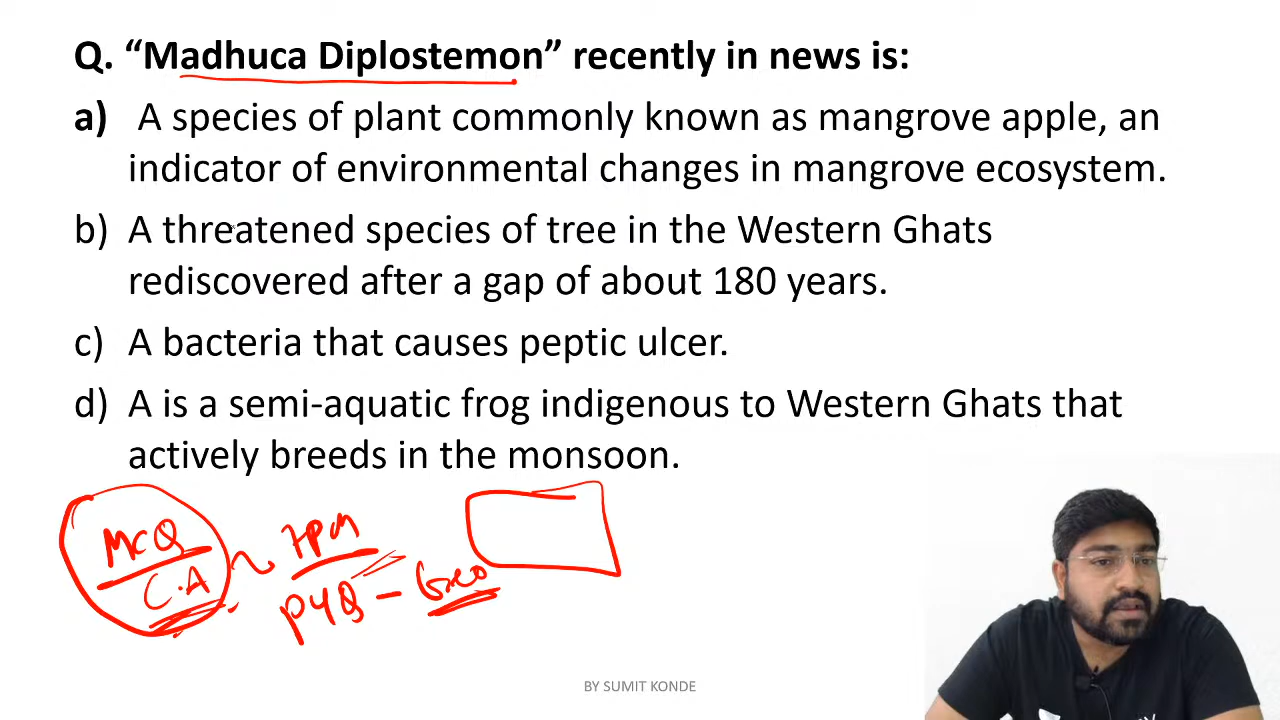 Q. “Madhuca Diplostemon” recently in news is:
a) A species of plant commonly known as mangrove apple, an
indicator of environmental changes in mangrove ecosystem.
b) A threatened species of tree in the Western Ghats
rediscovered after a gap of about 180 years.
c) A bacteria that causes peptic ulcer.
d) A is a semi-aquatic frog indigenous to Western Ghats that
actively breeds in the monsoon.
MCQ
C.A
7PM
PYQ -
BY SUMIT KONDE